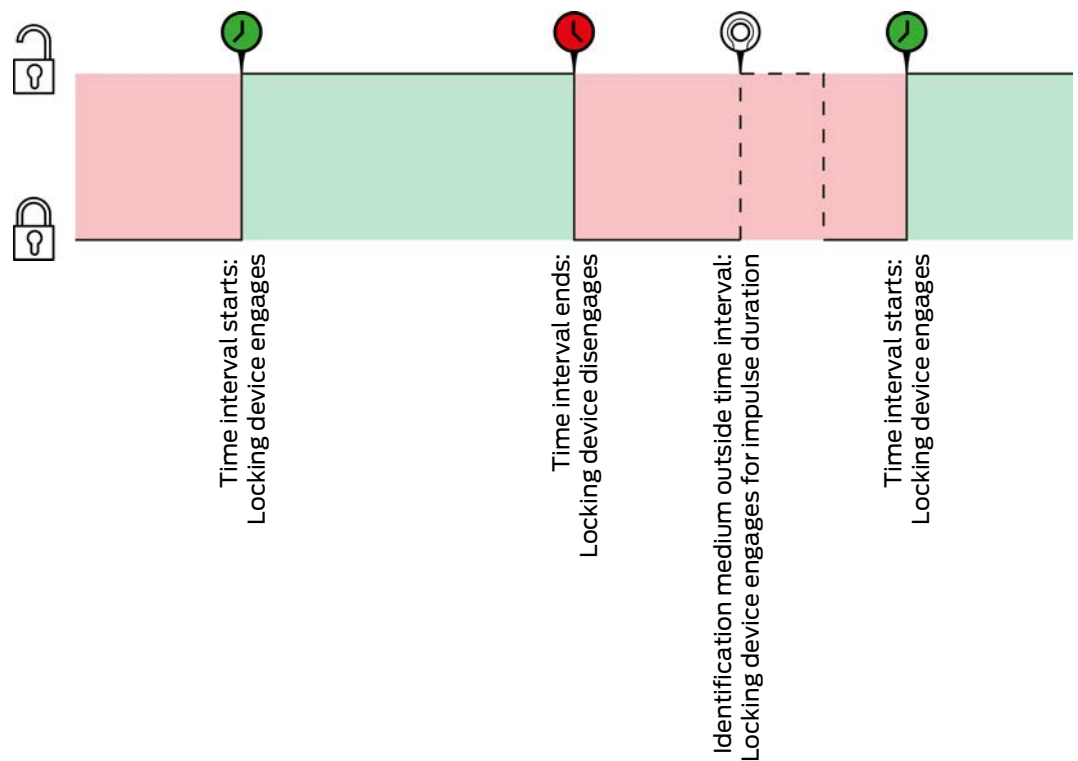 Time interval starts:
Locking device engages
Time interval ends:
Locking device disengages
Identification medium outside time interval:
Locking device engages for impulse duration
Time interval starts:
Locking device engages